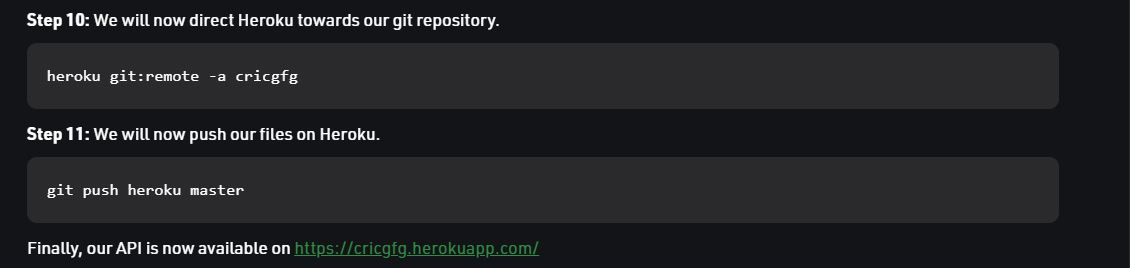 Step 10: We will now direct Heroku towards our git repository.
heroku git:remote -a cricgfg
Step 11: We will now push our files on Heroku.
git push heroku master
Finally, our API is now available on https://cricgfg.herokuapp.com/